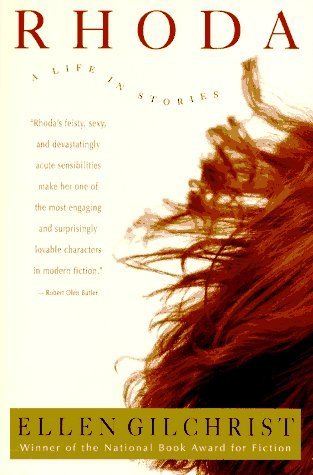 RHODA
A LIFE IN STORIES
"Rhoda's feisty, sexy,
and devastatingly
acute sensibilities
make her one of
the most engaging
and surprisingly
lovable characters
in modern fiction."
— Robert Olen Butler
ELLEN GILCHRIST
Winner of the National Book Award for Fiction